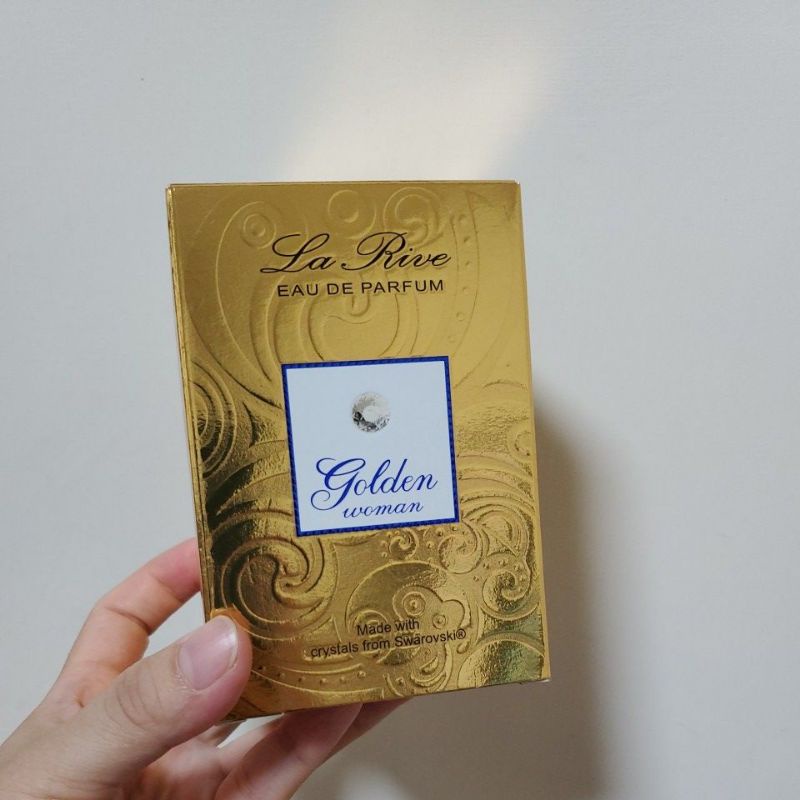 La Rive
EAU DE PARFUM
Golden
woman
Made with
crystals from Swarovski®